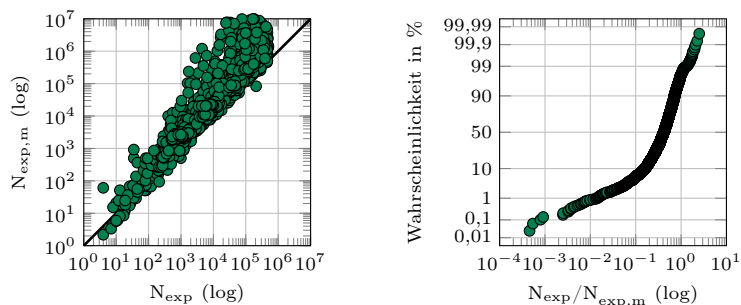 10^7
10^6
10^5
10^4
10^3
10^2
10^1
10^0
N_exp,m (log)
10^0 10^1 10^2 10^3 10^4 10^5 10^6 10^7
N_exp (log)
99,99
99,9
99
90
50
10
1
0,1
0,01
Wahrscheinlichkeit in %
10^−4 10^−3 10^−2 10^−1 10^0 10^1
N_exp/N_exp,m (log)